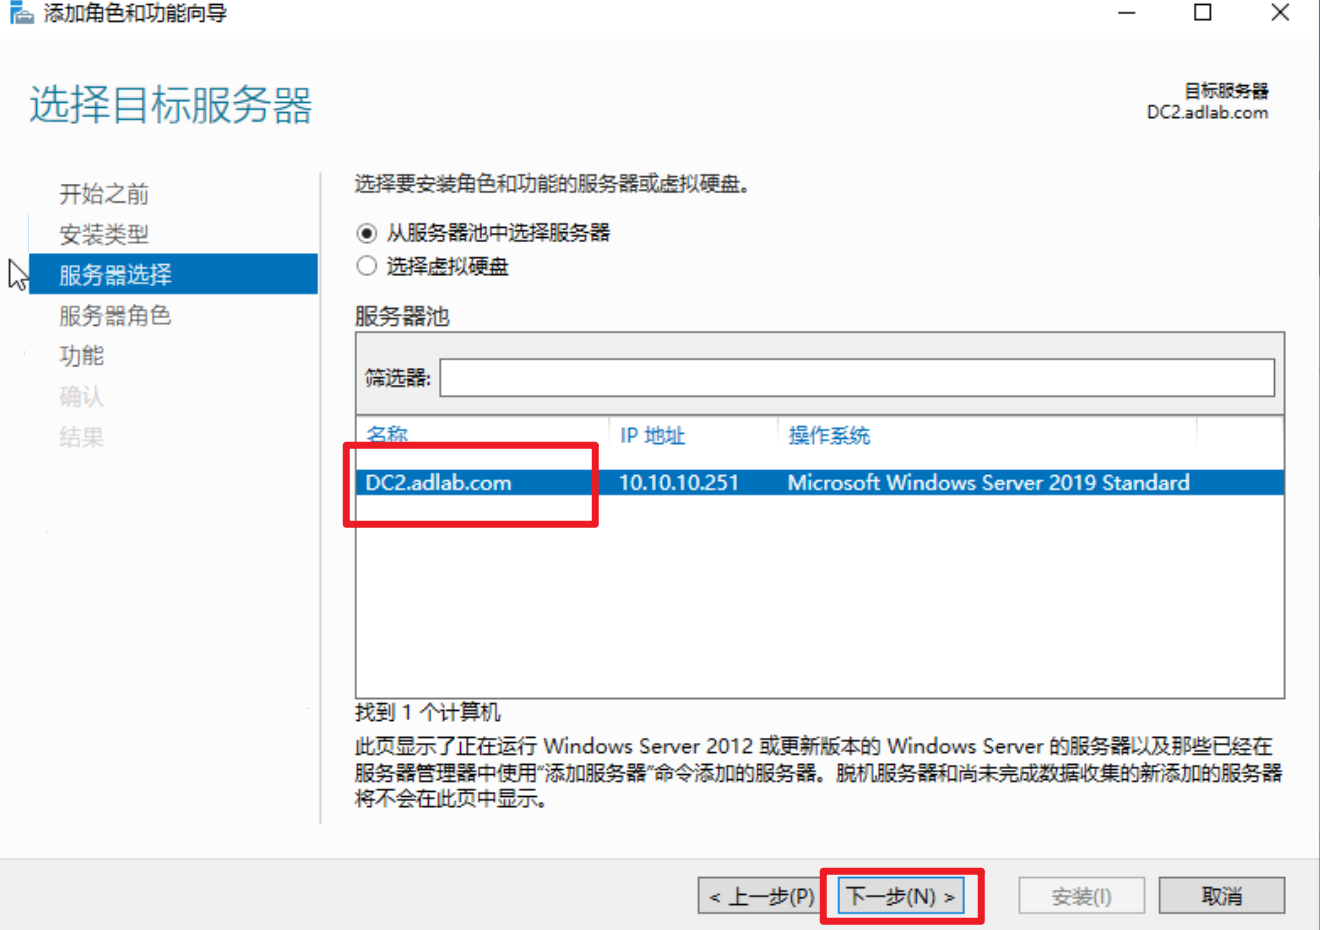 添加角色和功能向导
选择目标服务器
目标服务器
DC2.adlab.com
开始之前
安装类型
服务器选择
服务器角色
功能
确认
结果
选择要安装角色和功能的服务器或虚拟硬盘。
从服务器池中选择服务器
选择虚拟硬盘
服务器池
筛选器:
名称 IP 地址 操作系统
DC2.adlab.com 10.10.10.251 Microsoft Windows Server 2019 Standard
找到 1 个计算机
此页显示了正在运行 Windows Server 2012 或更新版本的 Windows Server 的服务器以及那些已经在
服务器管理器中使用“添加服务器”命令添加的服务器。脱机服务器和尚未完成数据收集的新添加的服务器
将不会在此页中显示。
< 上一步(P) 下一步(N) > 安装(I) 取消